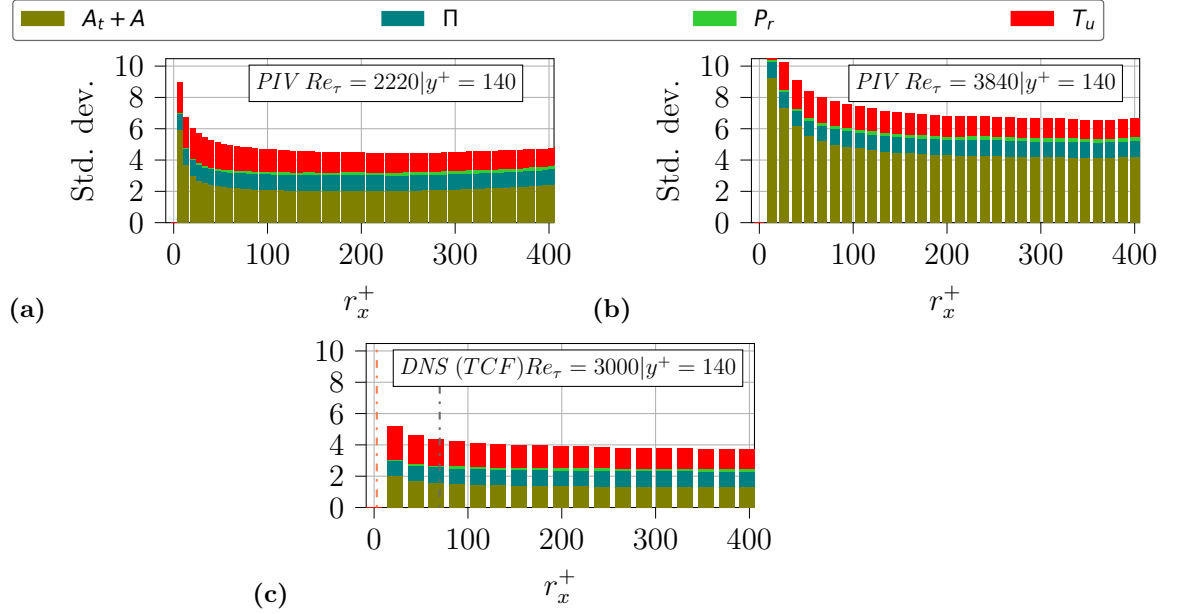 A_t + A Π P_r T_u
PIV Re_τ = 2220|y^+ = 140
Std. dev.
10
8
6
4
2
0
0 100 200 300 400
r_x^+
(a)
PIV Re_τ = 3840|y^+ = 140
Std. dev.
10
8
6
4
2
0
0 100 200 300 400
r_x^+
(b)
DNS (TCF)Re_τ = 3000|y^+ = 140
10
8
6
4
2
0
0 100 200 300 400
r_x^+
(c)